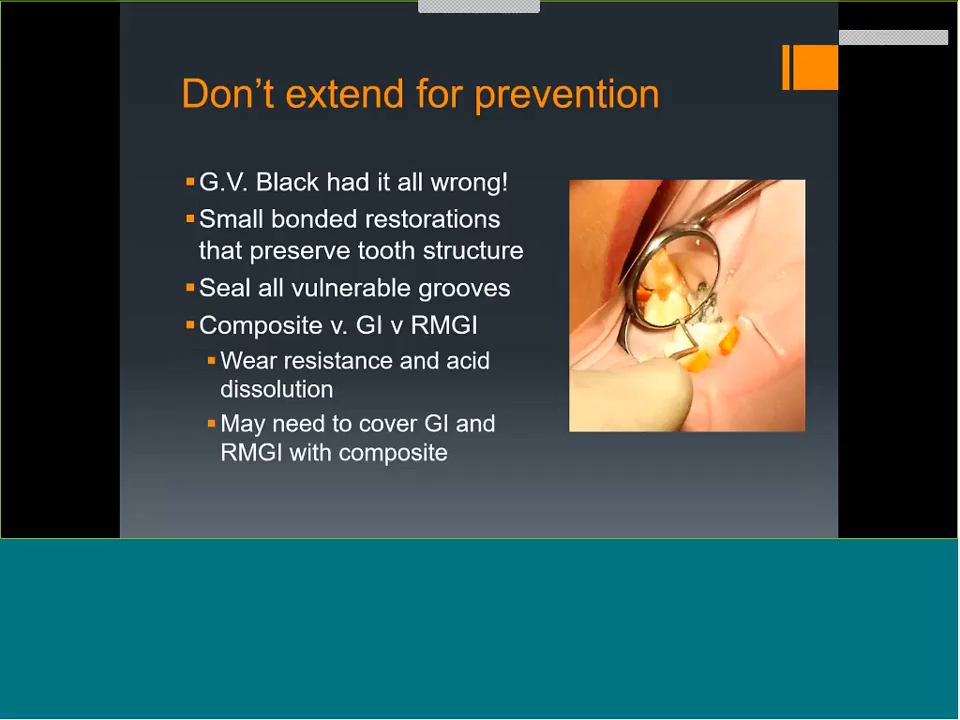 Don't extend for prevention
G.V. Black had it all wrong!
Small bonded restorations
that preserve tooth structure
Seal all vulnerable grooves
Composite v. GI v RMGI
Wear resistance and acid
dissolution
May need to cover GI and
RMGI with composite